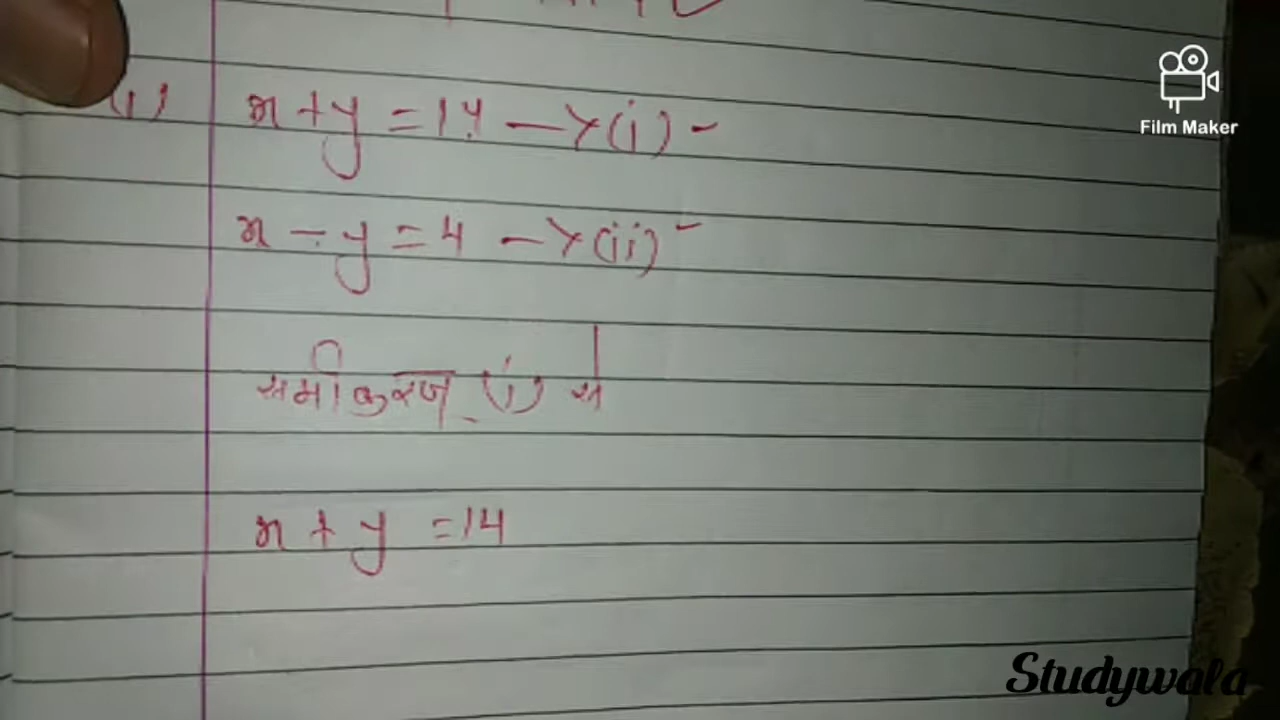 Film Maker
(i) x + y = 14 → (i) -
x - y = 4 → (ii) -
समीकरण (i) से
x + y = 14
Studywala